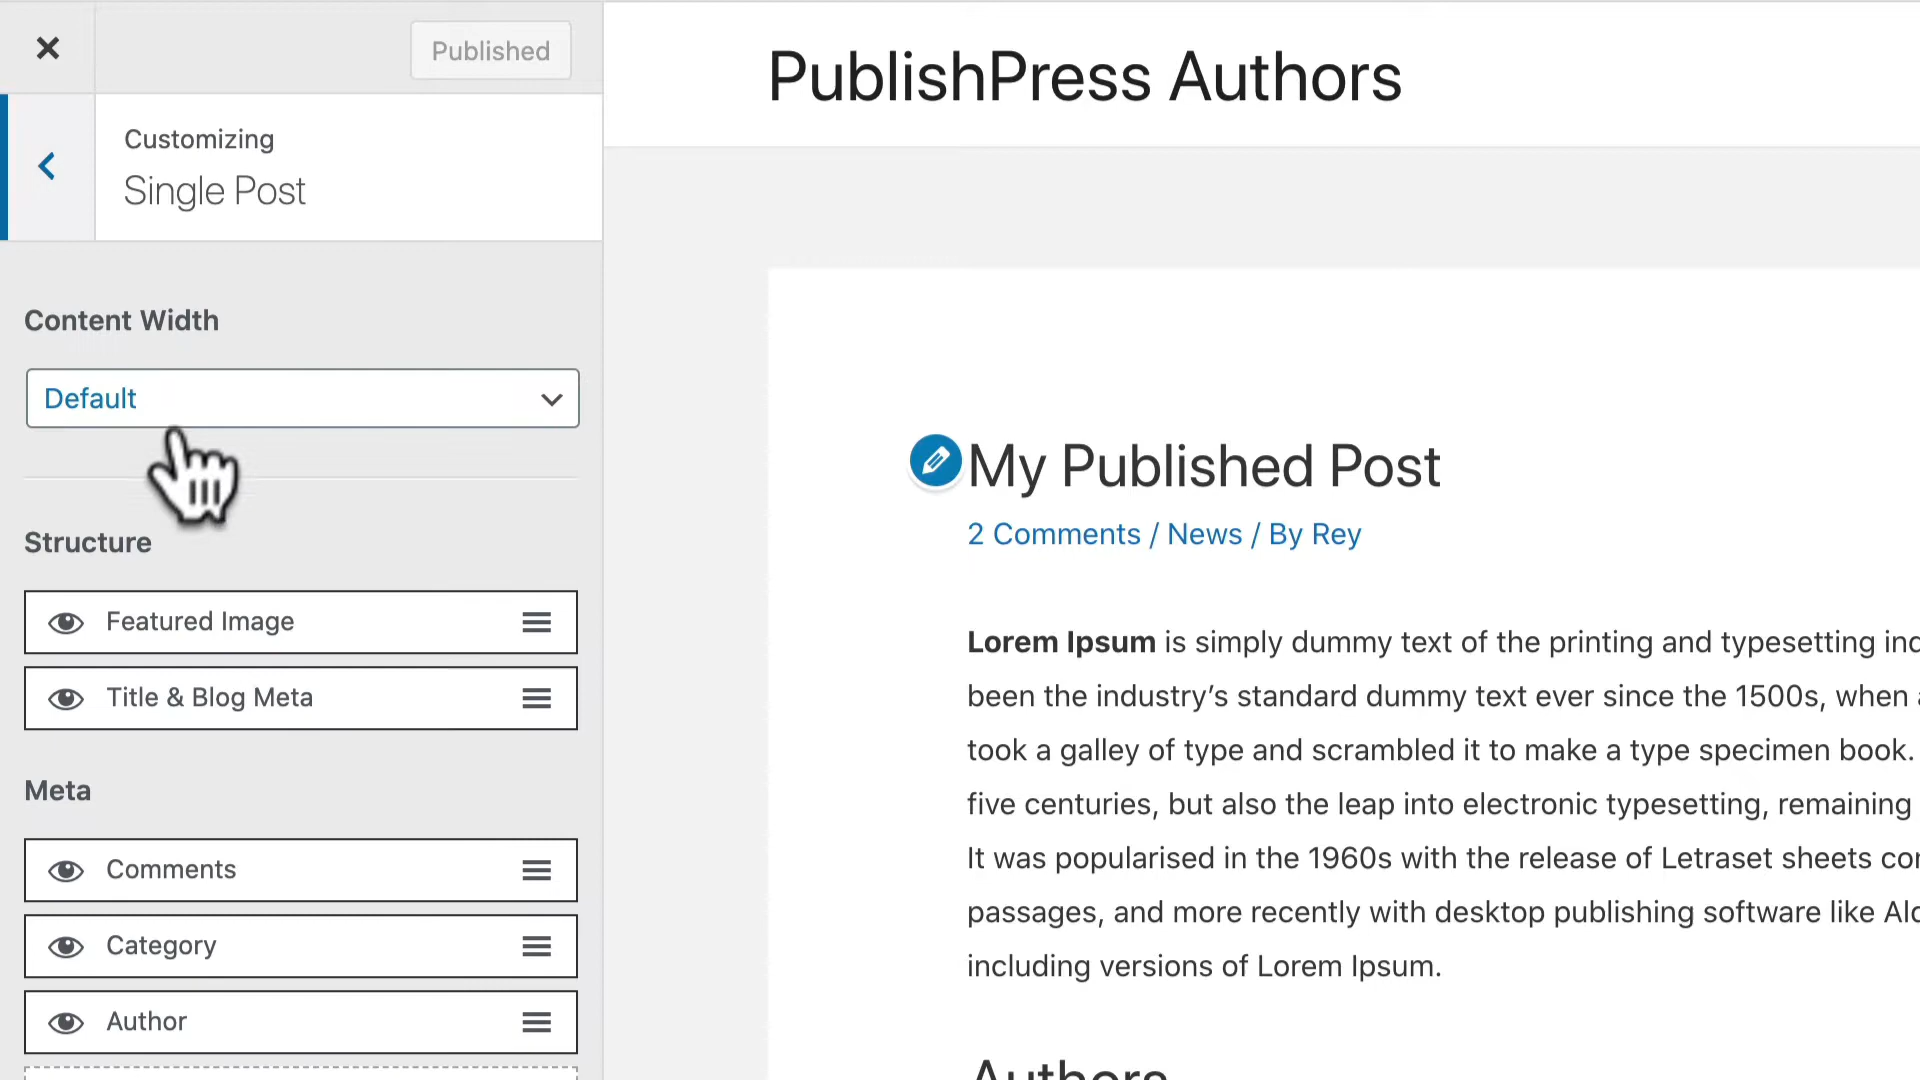 Published
Customizing
Single Post
Content Width
Default
Structure
Featured Image
Title & Blog Meta
Meta
Comments
Category
Author
PublishPress Authors
My Published Post
2 Comments / News / By Rey
Lorem Ipsum is simply dummy text of the printing and typesetting
been the industry’s standard dummy text ever since the 1500s, when
took a galley of type and scrambled it to make a type specimen book.
five centuries, but also the leap into electronic typesetting, remaining
It was popularised in the 1960s with the release of Letraset sheets
passages, and more recently with desktop publishing software like
including versions of Lorem Ipsum.
Authors